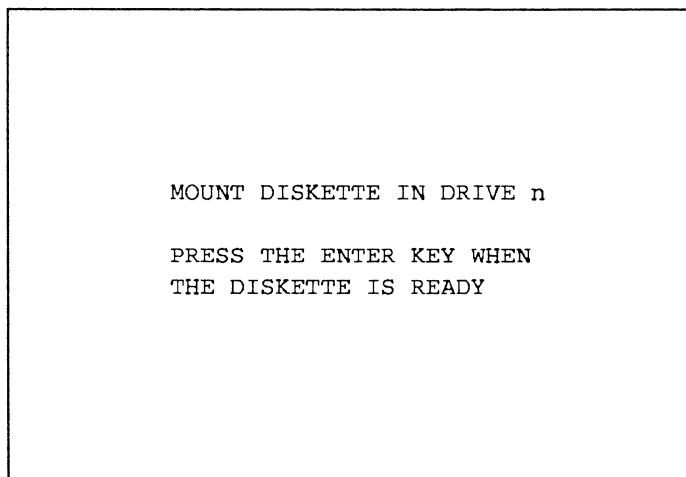 MOUNT DISKETTE IN DRIVE n
PRESS THE ENTER KEY WHEN
THE DISKETTE IS READY